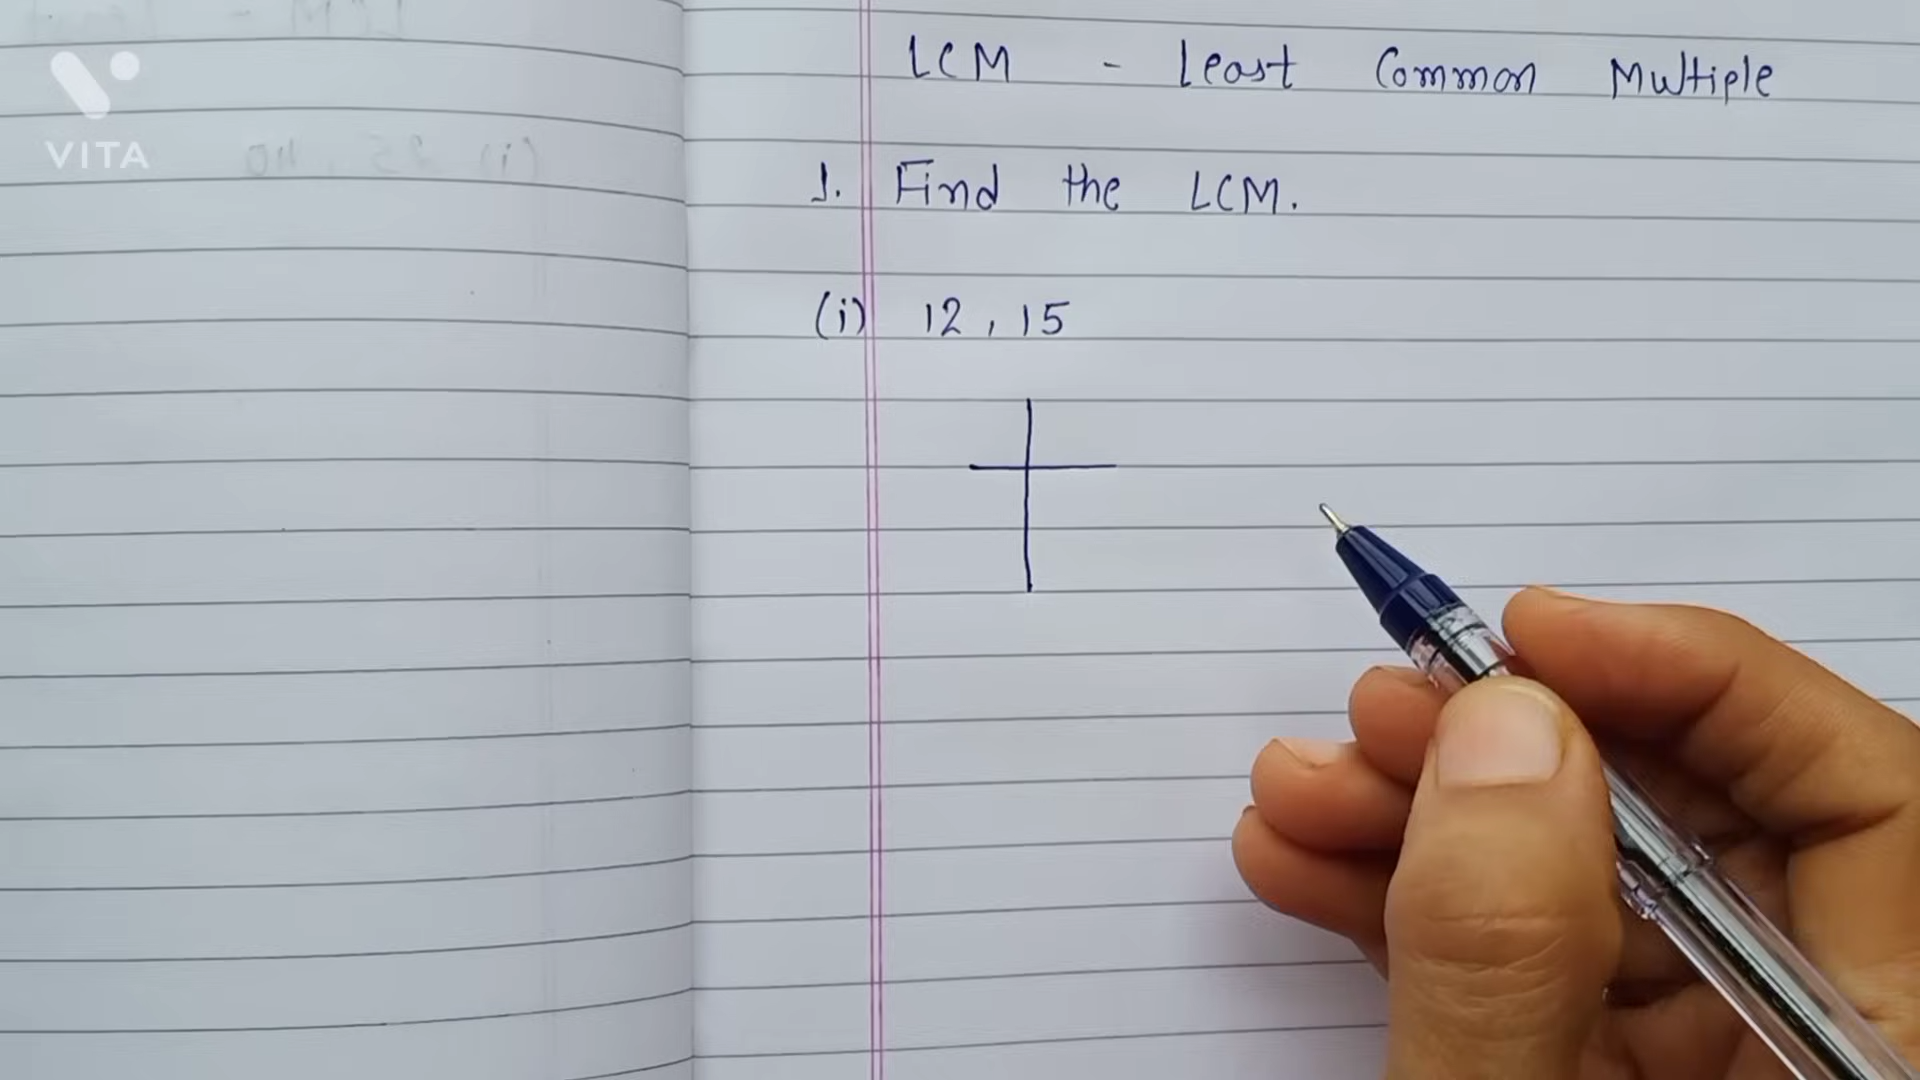 VITA
LCM - Least Common Multiple
1. Find the LCM.
(i) 12, 15